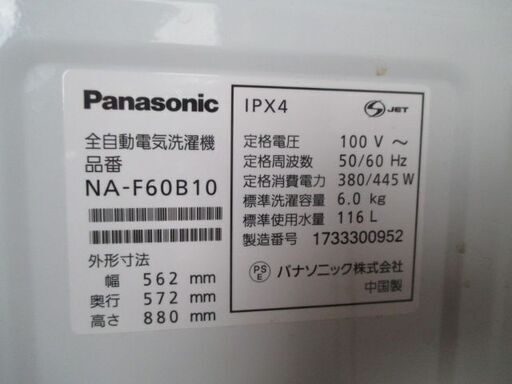 Panasonic
全自動電気洗濯機
品番
NA-F60B10
外形寸法
幅 562 mm
奥行 572 mm
高さ 880 mm
IPX4
S JET
定格電圧 100 V ～
定格周波数 50/60 Hz
定格消費電力 380/445 W
標準洗濯容量 6.0 kg
標準使用水量 116 L
製造番号 1733300952
PS E パナソニック株式会社
中国製